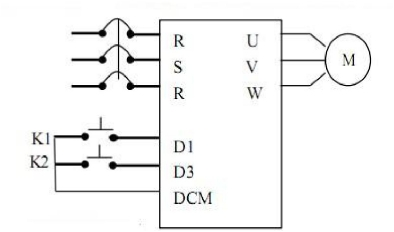 R U
S V M
R W
K1 D1
K2 D3
DCM